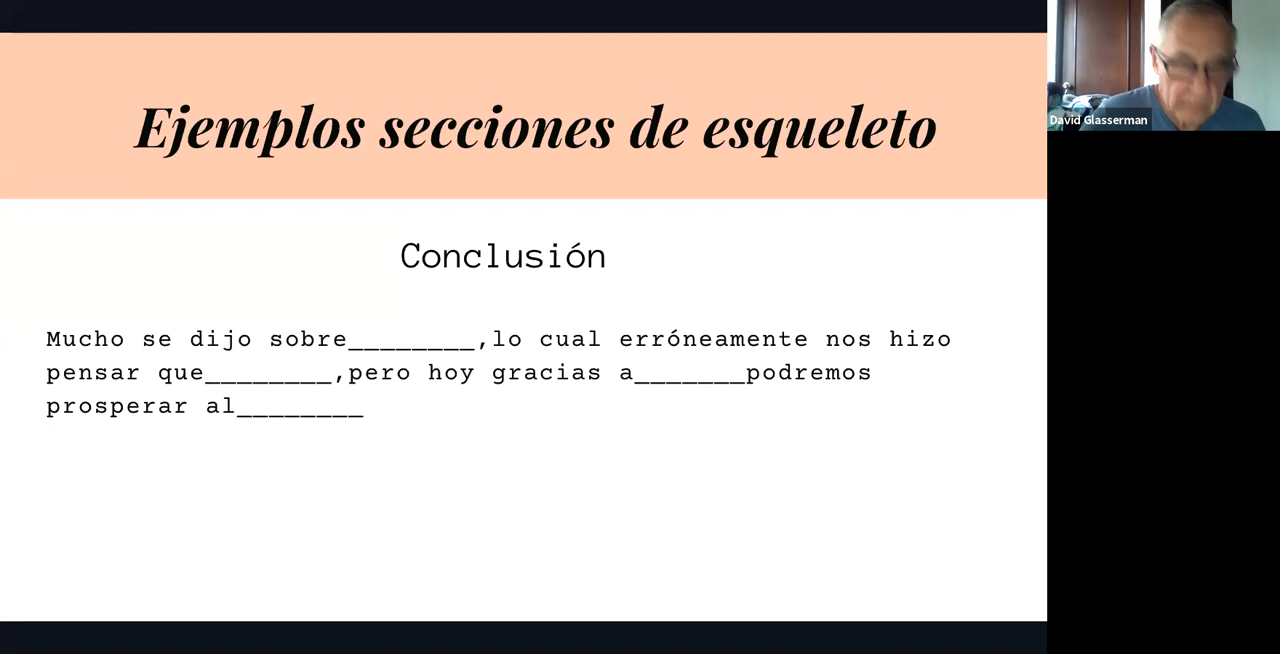 Ejemplos secciones de esqueleto
Conclusión
Mucho se dijo sobre________,lo cual erróneamente nos hizo
pensar que________,pero hoy gracias a_______podremos
prosperar al________
David Glasserman